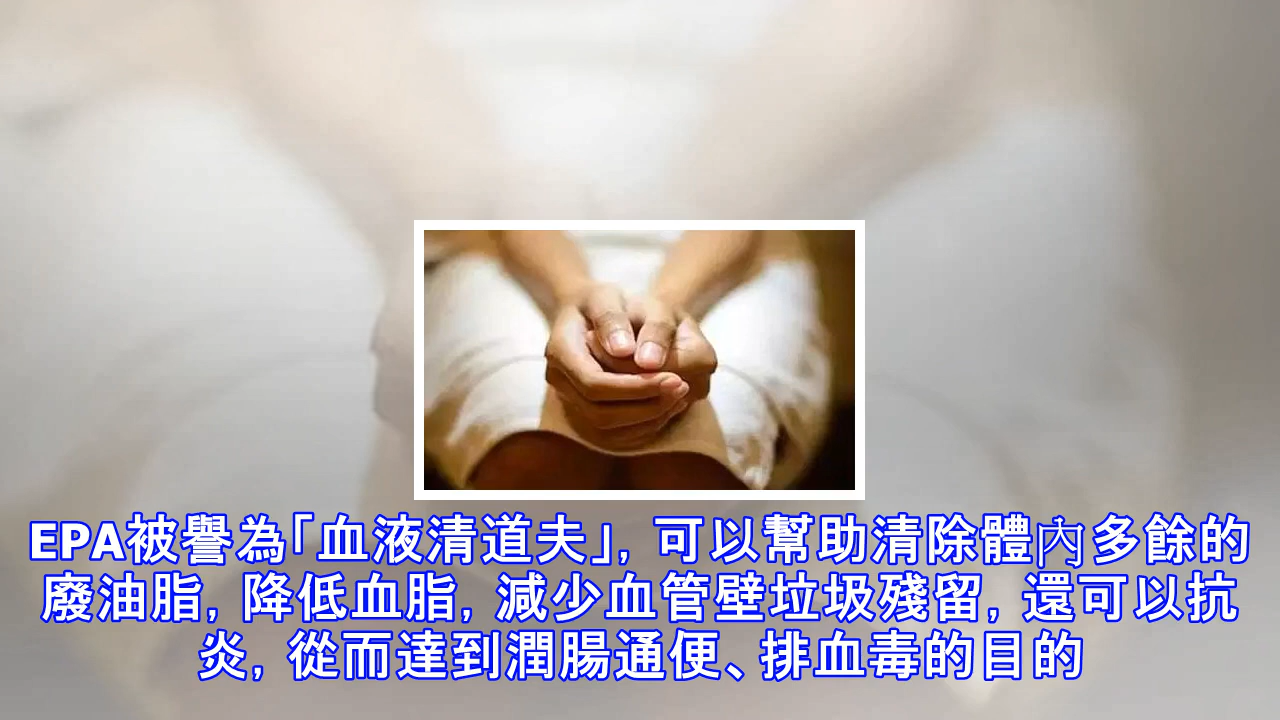 EPA被譽為「血液清道夫」, 可以幫助清除體內多餘的
廢油脂, 降低血脂, 減少血管壁垃圾殘留, 還可以抗
炎, 從而達到潤腸通便、排血毒的目的